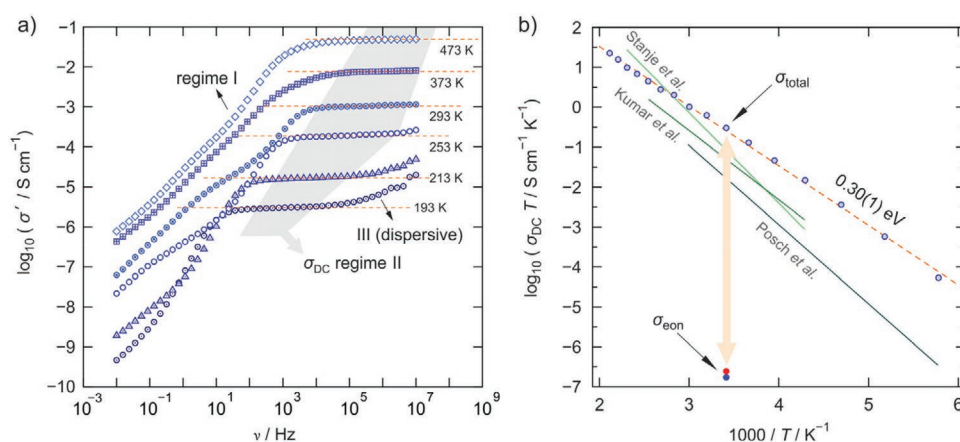 a)
log₁₀ ( σ′ / S cm⁻¹ )
-1
-2
-3
-4
-5
-6
-7
-8
-9
-10
10⁻³ 10⁻¹ 10¹ 10³ 10⁵ 10⁷ 10⁹
ν / Hz
regime I
473 K
373 K
293 K
253 K
213 K
193 K
III (dispersive)
σDC regime II
b)
log₁₀ ( σDC T / S cm⁻¹ K⁻¹ )
3
2
1
0
-1
-2
-3
-4
-5
-6
-7
2 3 4 5 6
1000 / T / K⁻¹
Stanje et al.
Kumar et al.
Posch et al.
σtotal
0.30(1) eV
σeon